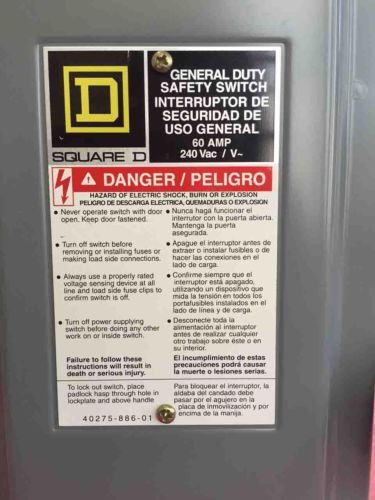 D
SQUARE D
GENERAL DUTY
SAFETY SWITCH
INTERRUPTOR DE
SEGURIDAD DE
USO GENERAL
60 AMP
240 Vac / V~
DANGER / PELIGRO
HAZARD OF ELECTRIC SHOCK, BURN OR EXPLOSION
PELIGRO DE DESCARGA ELECTRICA, QUEMADURAS O EXPLOSION
• Never operate switch with door
open. Keep door fastened.
• Turn off switch before
removing or installing fuses or
making load side connections.
• Always use a properly rated
voltage sensing device at all
line and load side fuse clips to
confirm switch is off.
• Turn off power supplying
switch before doing any other
work on or inside switch.
Failure to follow these
instructions will result in
death or serious injury.
• Nunca haga funcionar el
interrutor con la puerta abierta.
Mantenga la puerta
asegurada.
• Apague el interruptor antes de
extraer o instalar fusibles o de
hacer las conexiones en el
lado de carga.
• Confirme siempre que el
interruptor está apagado,
utilizando un dispositivo que
mida la tensión en todos los
portafusibles instalados en el
lado de línea y de carga.
• Desconecte toda la
alimentación al interruptor
antes de realizar cualquier
otro trabajo sobre éste o en
su interior.
El incumplimiento de estas
precauciones podrá causar
la muerte o lesiones serias.
To lock out switch, place
padlock hasp through hole in
lockplate and above handle
40275-886-01
Para bloquear el interruptor, la
aldaba del candado debe
pasar por el agujero en la
placa de inmovilización y por
encima de la manija.